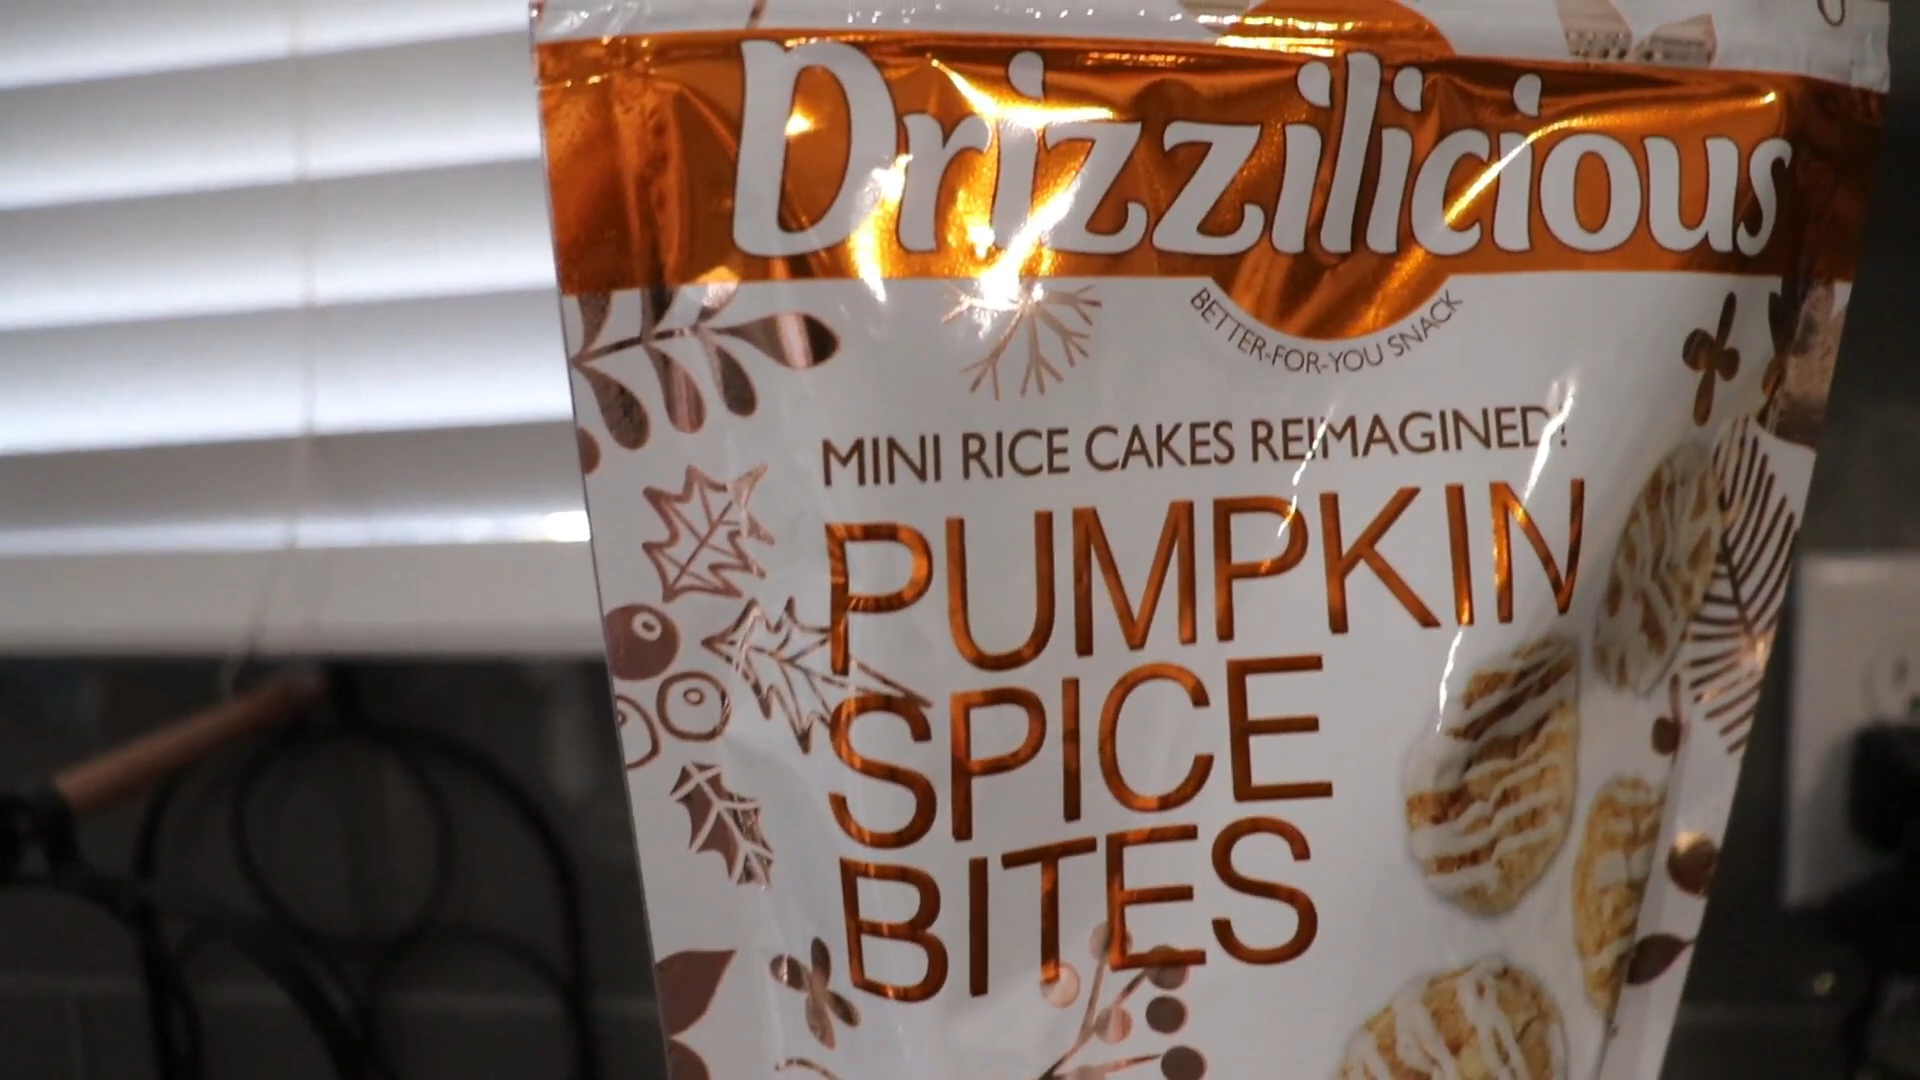 Drizzilicious
BETTER-FOR-YOU SNACK
MINI RICE CAKES REIMAGINED!
PUMPKIN
SPICE
BITES